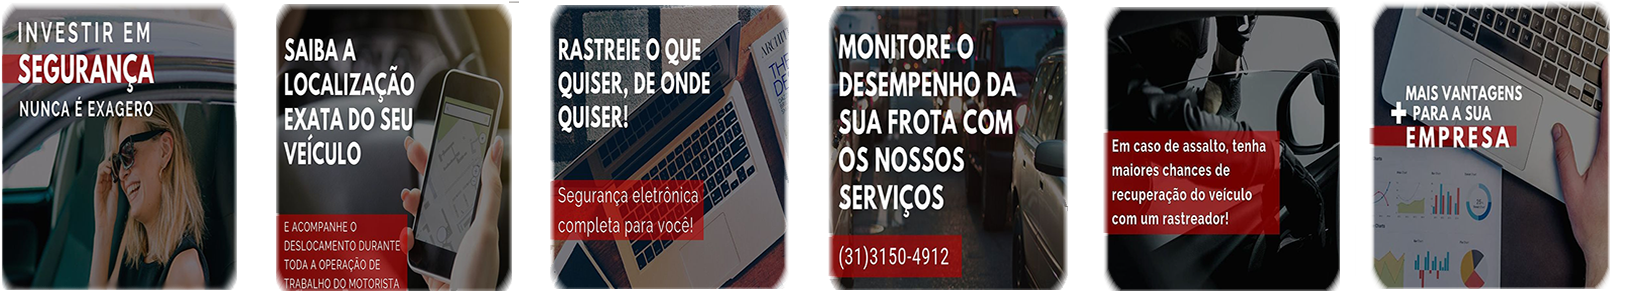 INVESTIR EM
SEGURANÇA
NUNCA É EXAGERO
SAIBA A
LOCALIZAÇÃO
EXATA DO SEU
VEÍCULO
E ACOMPANHE O
DESLOCAMENTO DURANTE
TODA A OPERAÇÃO DE
TRABALHO DO MOTORISTA
RASTREIE O QUE
QUISER, DE ONDE
QUISER!
Segurança eletrônica
completa para você!
MONITORE O
DESEMPENHO DA
SUA FROTA COM
OS NOSSOS
SERVIÇOS
(31)3150-4912
Em caso de assalto, tenha
maiores chances de
recuperação do veículo
com um rastreador!
MAIS VANTAGENS
+ PARA A SUA
EMPRESA